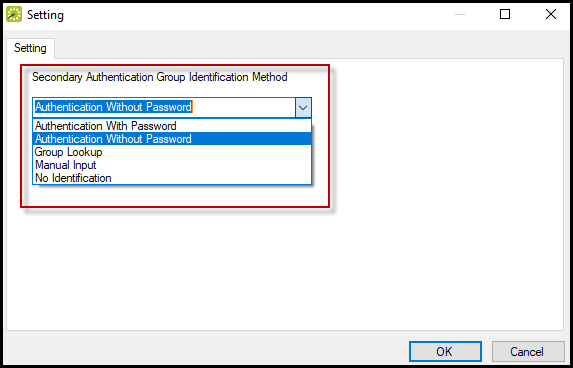 Setting
Setting
Secondary Authentication Group Identification Method
Authentication Without Password
Authentication With Password
Authentication Without Password
Group Lookup
Manual Input
No Identification
OK Cancel